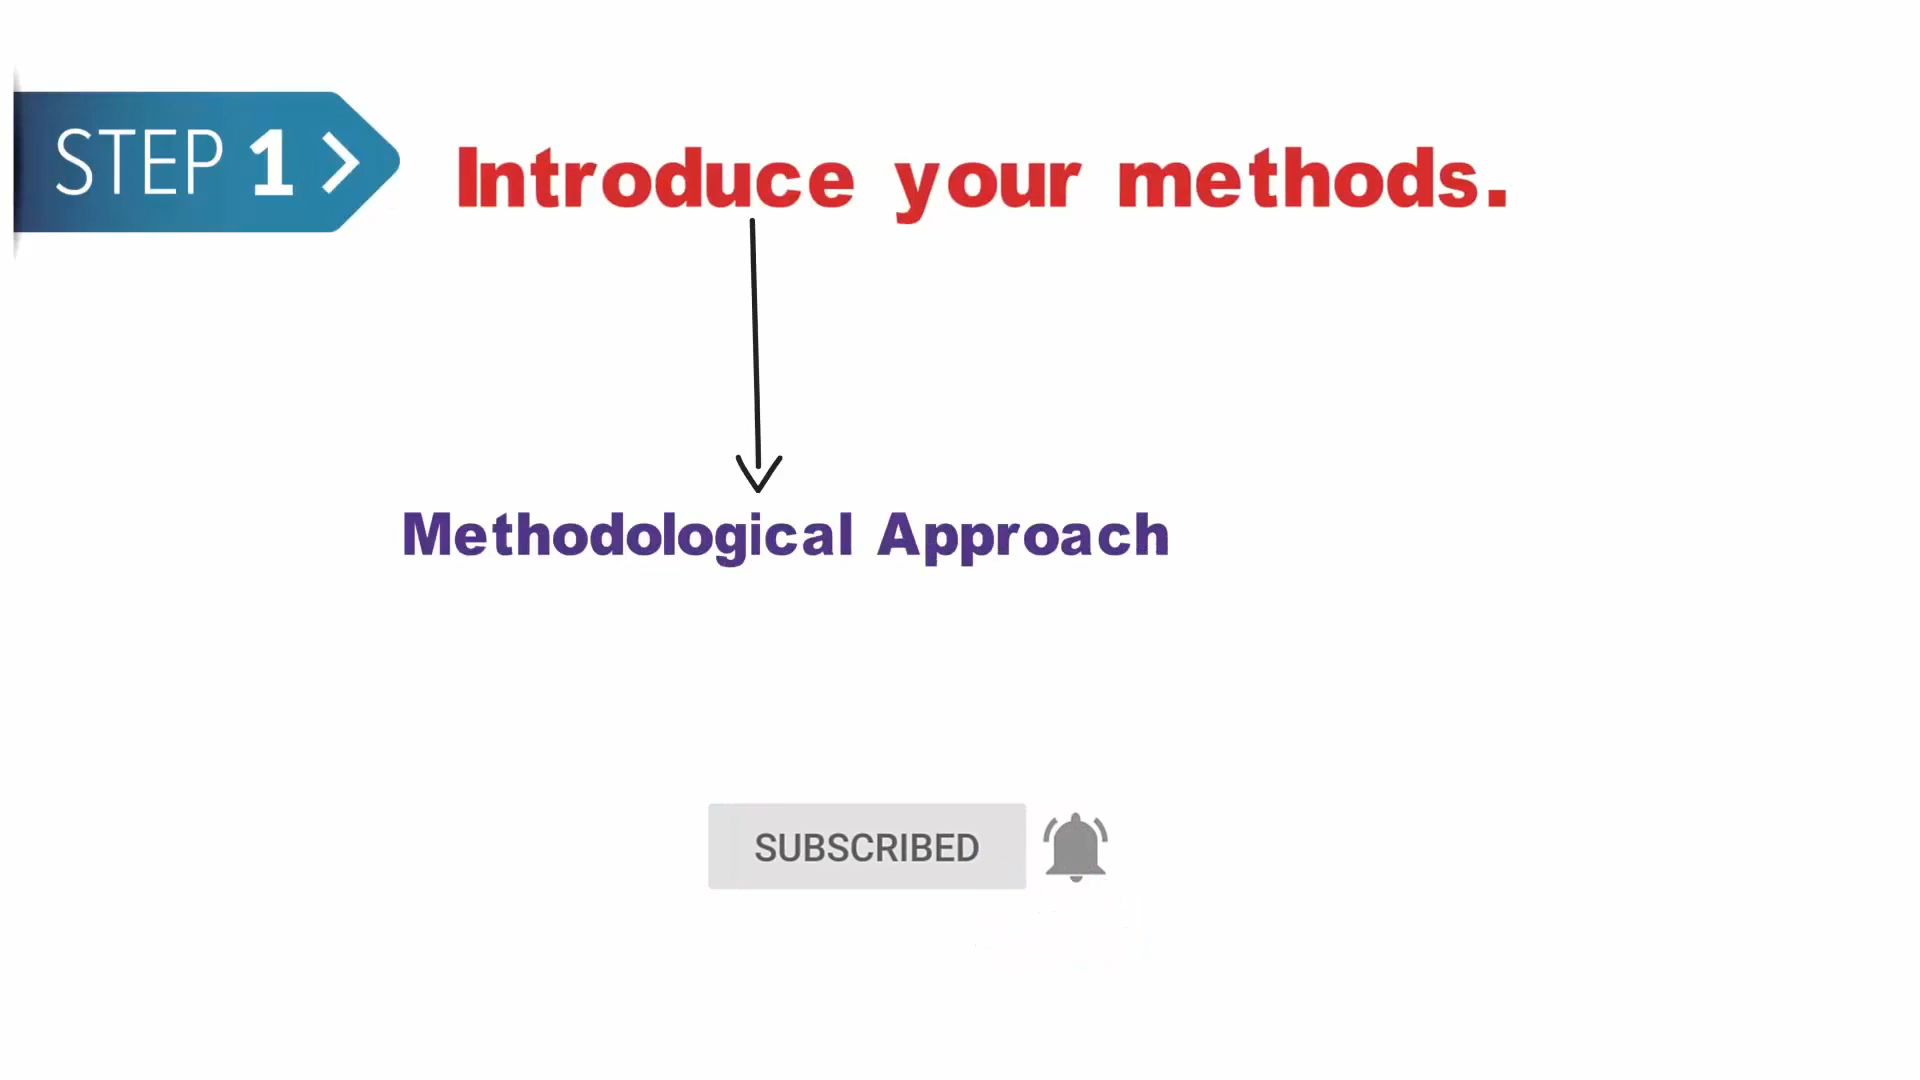 STEP 1 >
Introduce your methods.
Methodological Approach
SUBSCRIBED